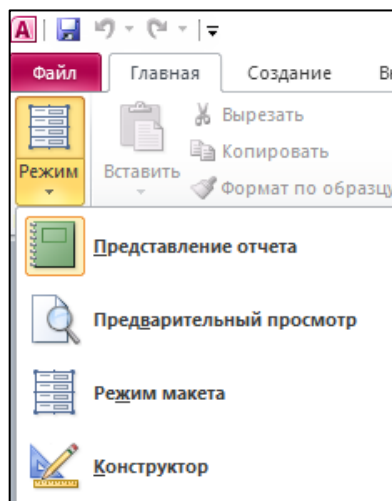 A
Файл Главная Создание
Режим Вставить Вырезать
Копировать
Формат по образцу
Представление отчета
Предварительный просмотр
Режим макета
Конструктор